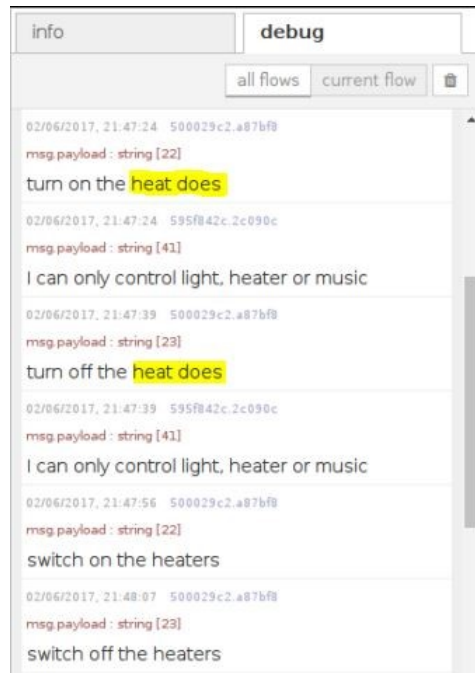 info
debug
all flows
current flow
02/06/2017, 21:47:24 500029c2.a87bf8
msg.payload : string [22]
turn on the heat does
02/06/2017, 21:47:24 595f842c.2c090c
msg.payload : string [41]
I can only control light, heater or music
02/06/2017, 21:47:39 500029c2.a87bf8
msg.payload : string [23]
turn off the heat does
02/06/2017, 21:47:39 595f842c.2c090c
msg.payload : string [41]
I can only control light, heater or music
02/06/2017, 21:47:56 500029c2.a87bf8
msg.payload : string [22]
switch on the heaters
02/06/2017, 21:48:07 500029c2.a87bf8
msg.payload : string [23]
switch off the heaters